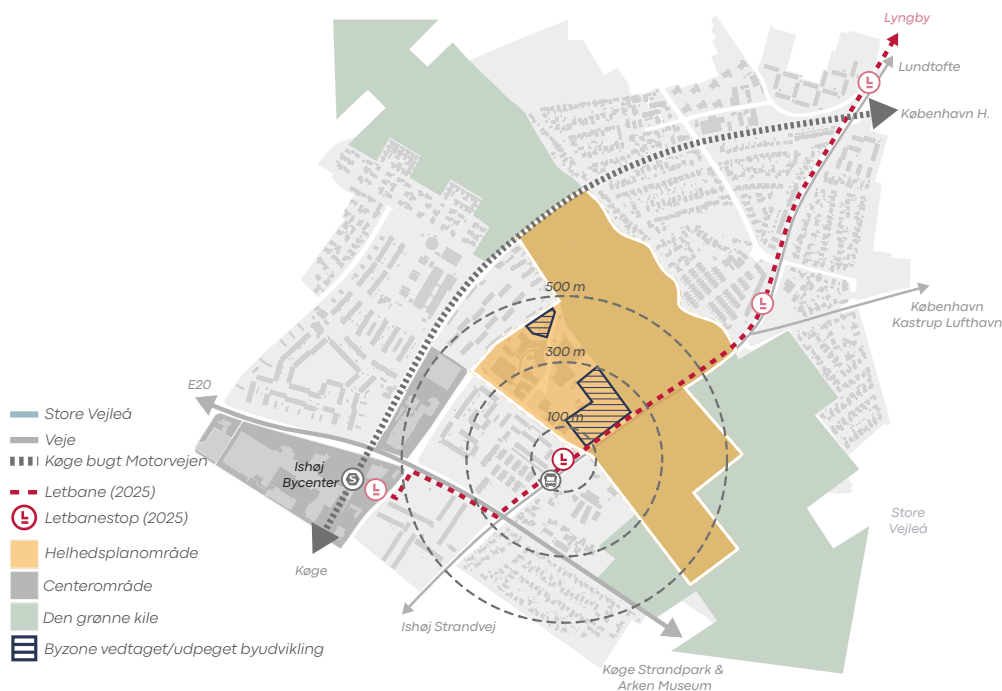 Lyngby
Lundtofte
København H.
500 m
København
Kastrup Lufthavn
300 m
E20
100 m
Store Vejleå
Veje
Køge bugt Motorvejen
Ishøj
Bycenter
S
Letbane (2025)
Letbanestop (2025)
Store
Vejleå
Helhedsplanområde
Køge
Centerområde
Den grønne kile
Ishøj Strandvej
Byzone vedtaget/udpeget byudvikling
Køge Strandpark &
Arken Museum